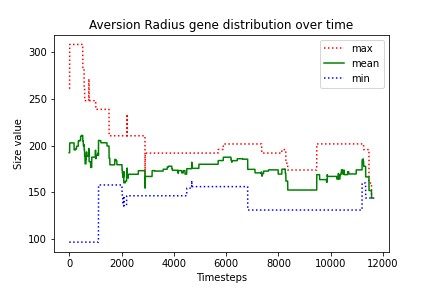 Aversion Radius gene distribution over time
max
mean
min
Size value
300
250
200
150
100
0
2000
4000
6000
8000
10000
12000
Timesteps